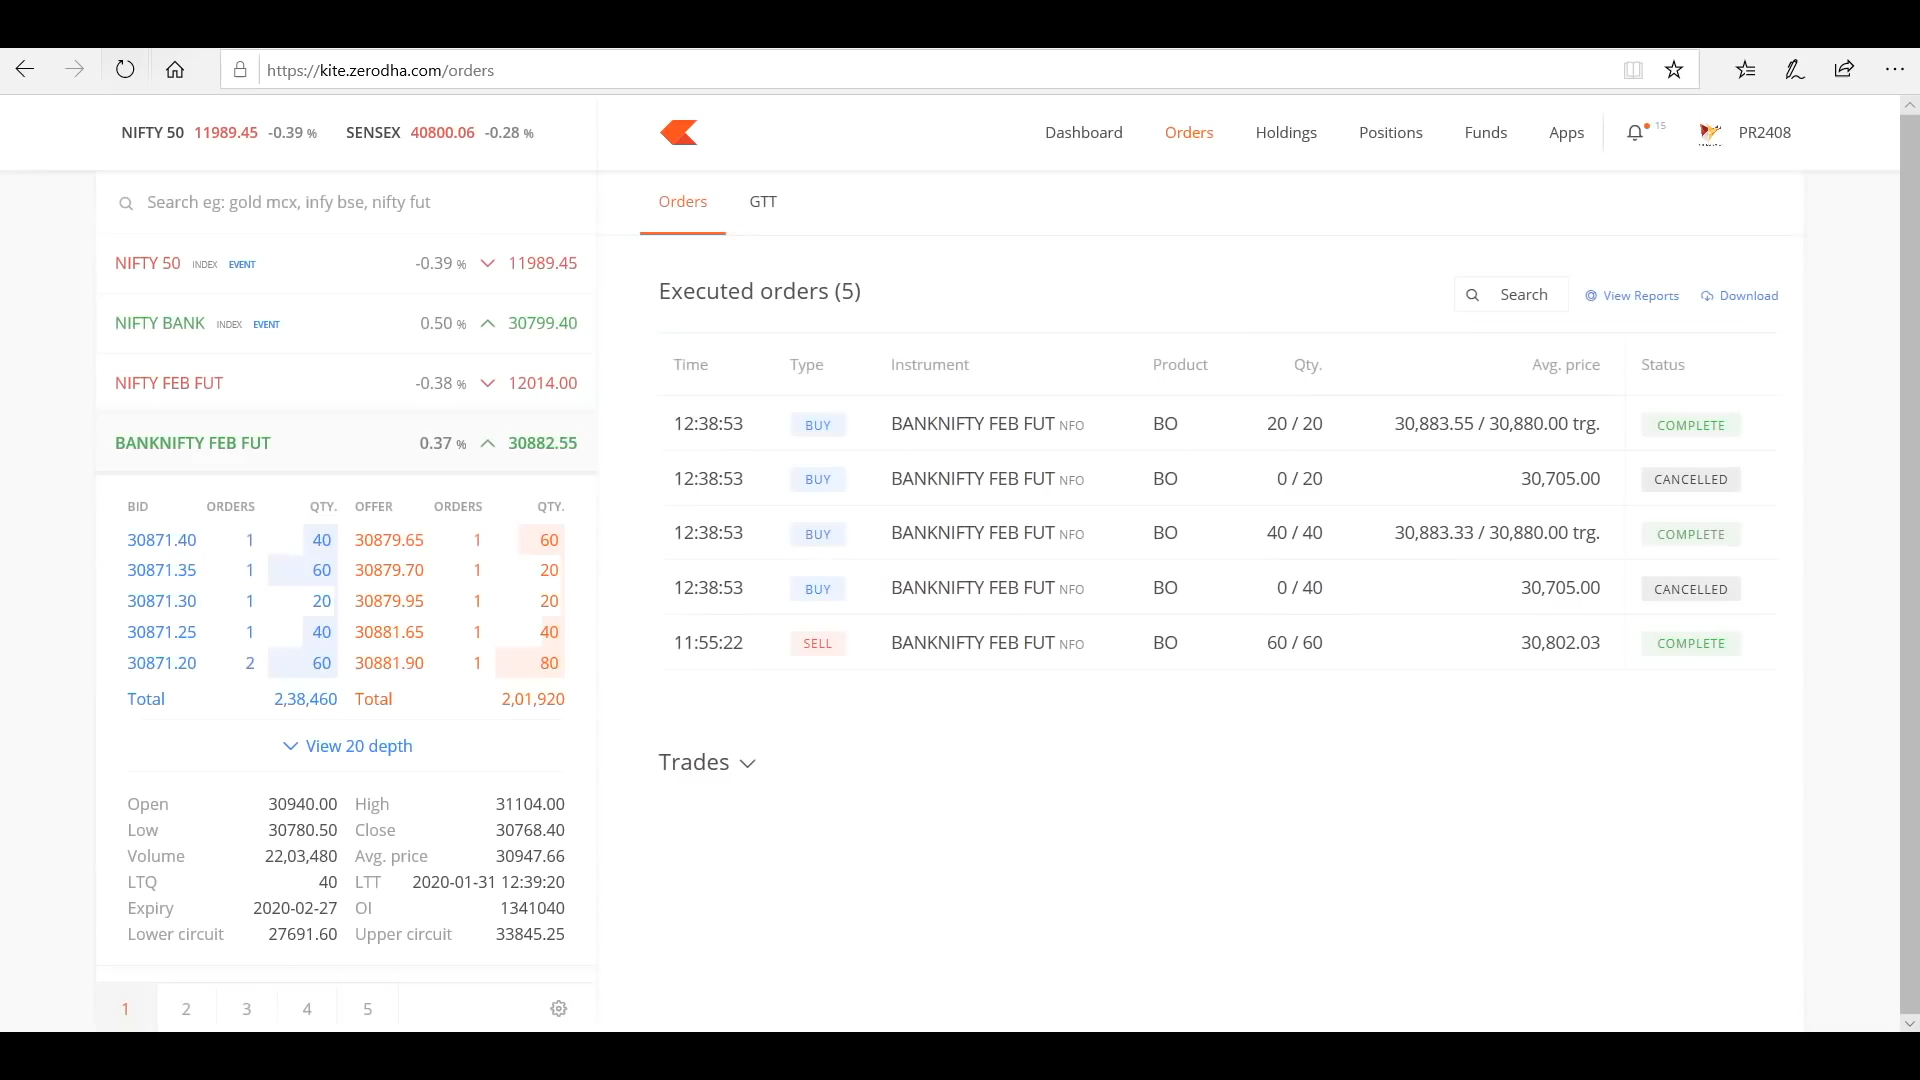 https://kite.zerodha.com/orders
NIFTY 50 11989.45 -0.39 % SENSEX 40800.06 -0.28 %
Dashboard Orders Holdings Positions Funds Apps 15 PR2408
Search eg: gold mcx, infy bse, nifty fut
NIFTY 50 INDEX EVENT -0.39 % 11989.45
NIFTY BANK INDEX EVENT 0.50 % 30799.40
NIFTY FEB FUT -0.38 % 12014.00
BANKNIFTY FEB FUT 0.37 % 30882.55
BID ORDERS QTY. OFFER ORDERS QTY.
30871.40 1 40 30879.65 1 60
30871.35 1 60 30879.70 1 20
30871.30 1 20 30879.95 1 20
30871.25 1 40 30881.65 1 40
30871.20 2 60 30881.90 1 80
Total 2,38,460 Total 2,01,920
View 20 depth
Open 30940.00 High 31104.00
Low 30780.50 Close 30768.40
Volume 22,03,480 Avg. price 30947.66
LTQ 40 LTT 2020-01-31 12:39:20
Expiry 2020-02-27 OI 1341040
Lower circuit 27691.60 Upper circuit 33845.25
1 2 3 4 5
Orders GTT
Executed orders (5) Search View Reports Download
Time Type Instrument Product Qty. Avg. price Status
12:38:53 BUY BANKNIFTY FEB FUT NFO BO 20 / 20 30,883.55 / 30,880.00 trg. COMPLETE
12:38:53 BUY BANKNIFTY FEB FUT NFO BO 0 / 20 30,705.00 CANCELLED
12:38:53 BUY BANKNIFTY FEB FUT NFO BO 40 / 40 30,883.33 / 30,880.00 trg. COMPLETE
12:38:53 BUY BANKNIFTY FEB FUT NFO BO 0 / 40 30,705.00 CANCELLED
11:55:22 SELL BANKNIFTY FEB FUT NFO BO 60 / 60 30,802.03 COMPLETE
Trades